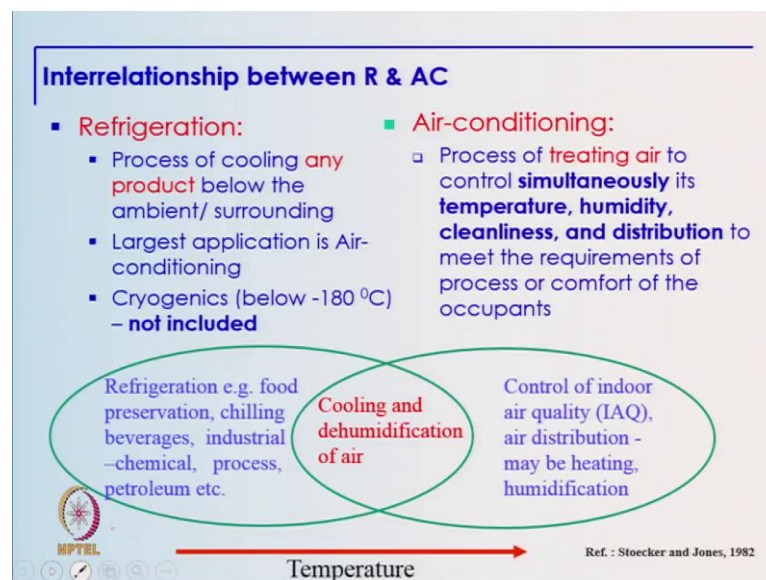 Interrelationship between R & AC
▪ Refrigeration:
▪ Process of cooling any
product below the
ambient/ surrounding
▪ Largest application is Air-
conditioning
▪ Cryogenics (below -180 ⁰C)
– not included
▪ Air-conditioning:
❑ Process of treating air to
control simultaneously its
temperature, humidity,
cleanliness, and distribution to
meet the requirements of
process or comfort of the
occupants
Refrigeration e.g. food
preservation, chilling
beverages, industrial
–chemical, process,
petroleum etc.
Cooling and
dehumidification
of air
Control of indoor
air quality (IAQ),
air distribution -
may be heating,
humidification
NPTEL
Temperature
Ref. : Stoecker and Jones, 1982